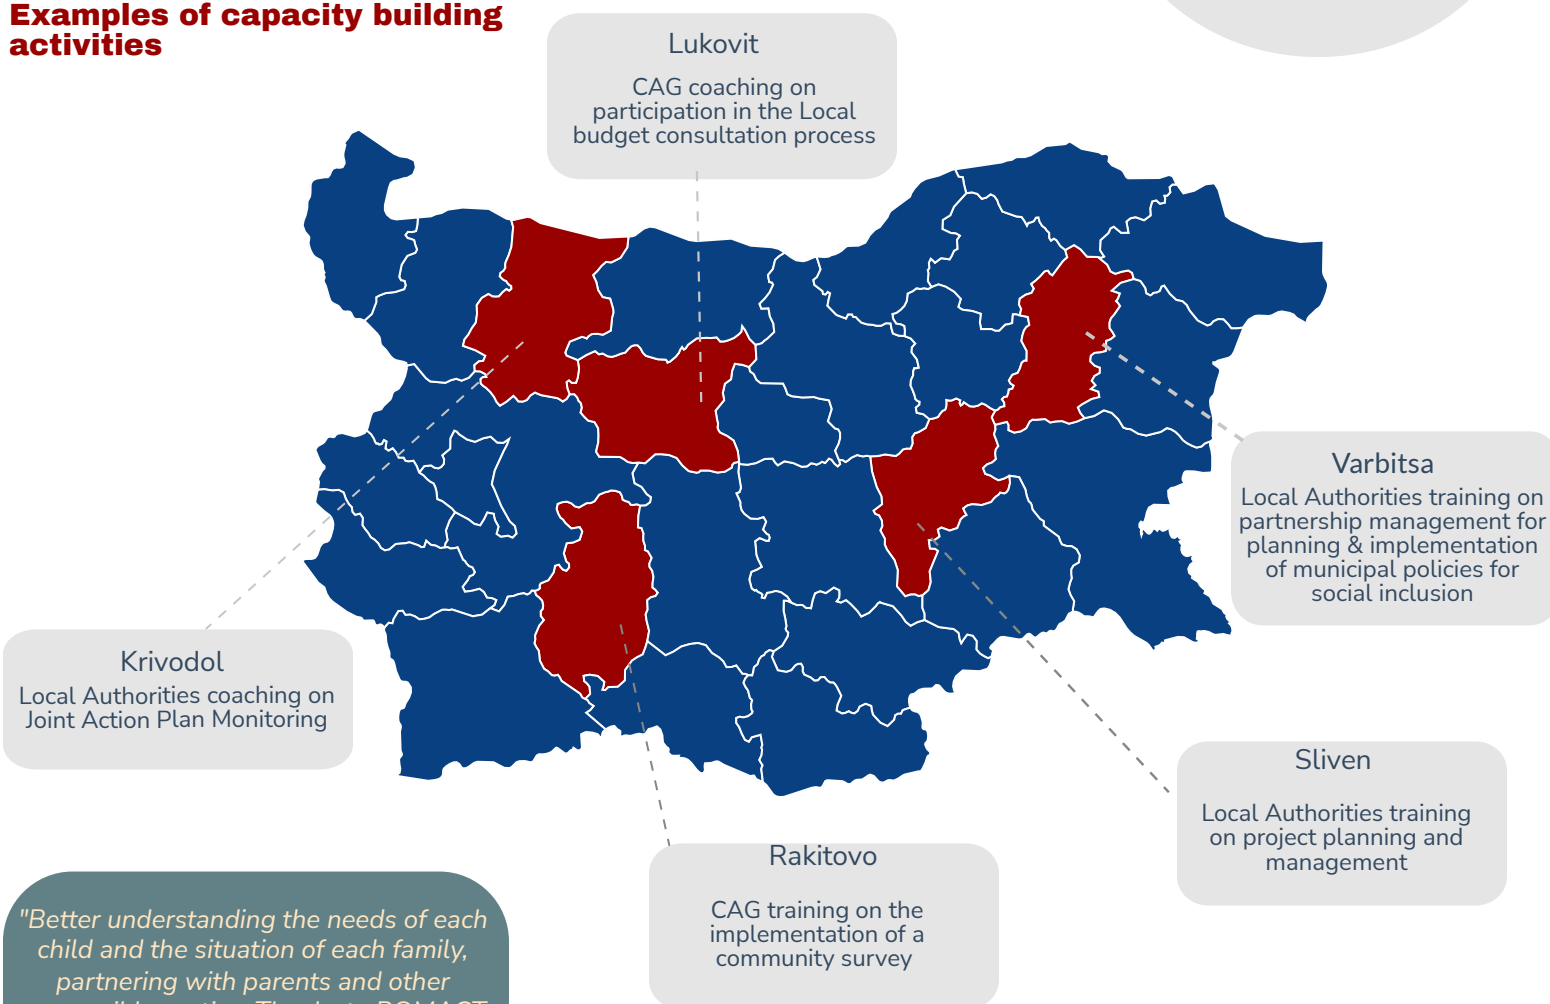 Examples of capacity building
activities
Lukovit
CAG coaching on
participation in the Local
budget consultation process
Varbitsa
Local Authorities training on
partnership management for
planning & implementation
of municipal policies for
social inclusion
Krivodol
Local Authorities coaching on
Joint Action Plan Monitoring
Sliven
Local Authorities training
on project planning and
management
Rakitovo
CAG training on the
implementation of a
community survey
"Better understanding the needs of each
child and the situation of each family,
partnering with parents and other